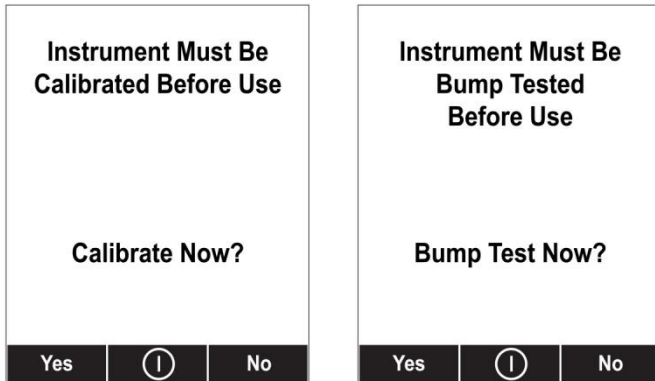 Instrument Must Be
Calibrated Before Use
Calibrate Now?
Yes
No
Instrument Must Be
Bump Tested
Before Use
Bump Test Now?
Yes
No